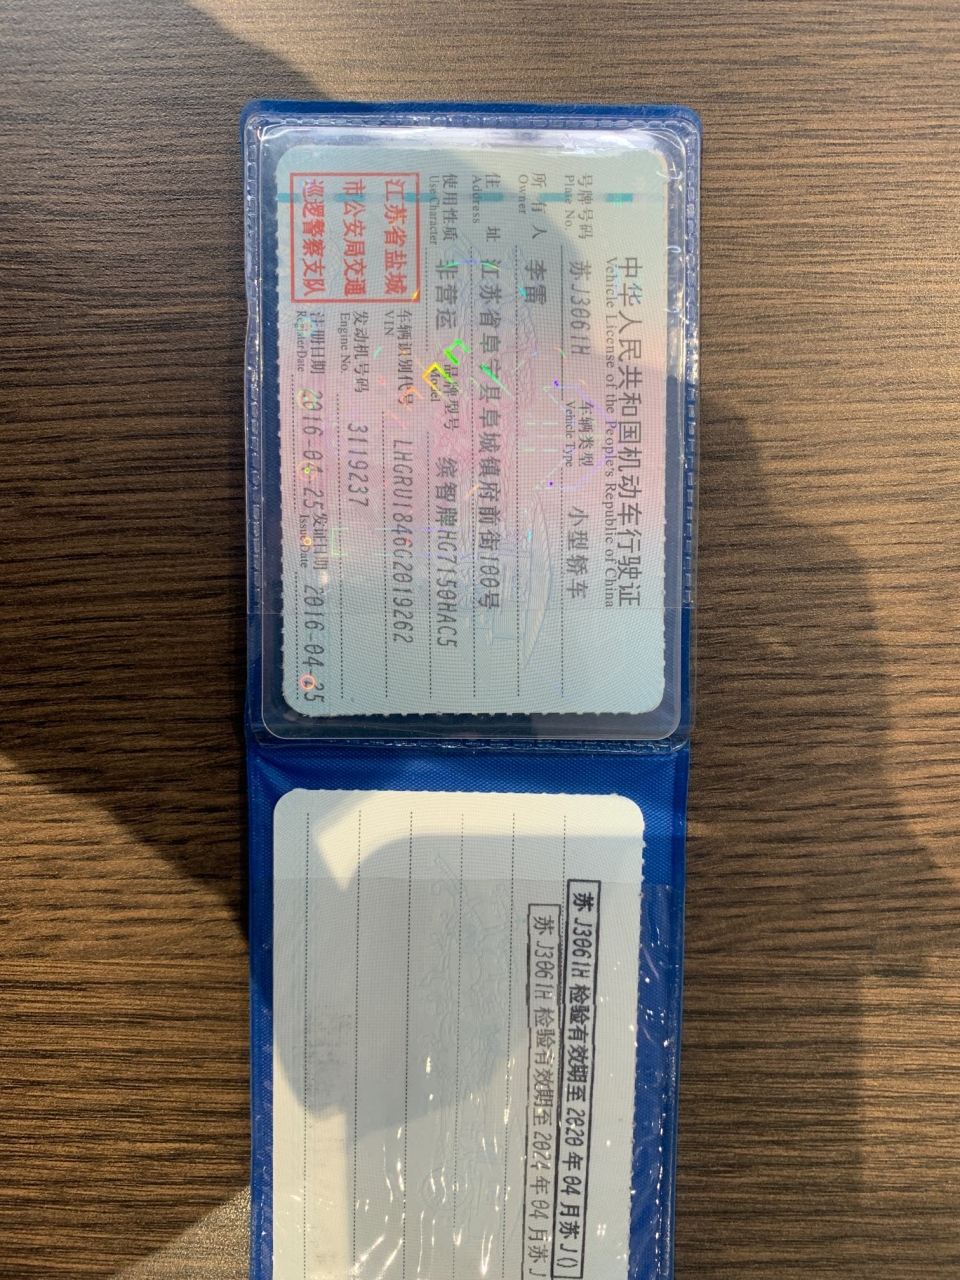 中华人民共和国机动车行驶证
Vehicle License of the People's Republic of China
号牌号码 苏J3061H 车辆类型 小型轿车
Plate No. Vehicle Type
所有人 李雷
Owner
住址 江苏省阜宁县阜城镇府前街100号
Address
使用性质 非营运 品牌型号 缤智牌HG7150HAC5
Use Character Model
江苏省盐城
市公安局交通
巡逻警察支队
车辆识别代号 LHGRU1846G2019262
VIN
发动机号码 3119237
Engine No.
注册日期 2016-04-25 发证日期 2016-04-25
Register Date Issue Date
苏J3061H 检验有效期至2020年04月苏J()
苏J3061H 检验有效期至2024年04月苏J